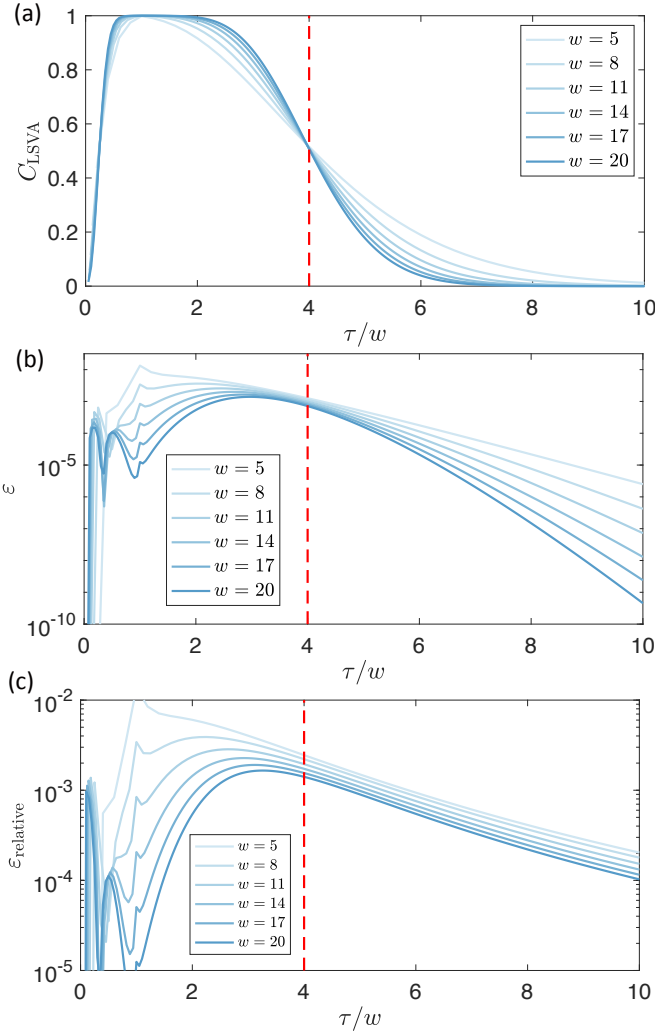 (a)
1
0.8
0.6
0.4
0.2
0
C_LSVA
w = 5
w = 8
w = 11
w = 14
w = 17
w = 20
0 2 4 6 8 10
τ/w
(b)
10^-5
10^-10
ε
w = 5
w = 8
w = 11
w = 14
w = 17
w = 20
0 2 4 6 8 10
τ/w
(c)
10^-2
10^-3
10^-4
10^-5
ε_relative
w = 5
w = 8
w = 11
w = 14
w = 17
w = 20
0 2 4 6 8 10
τ/w